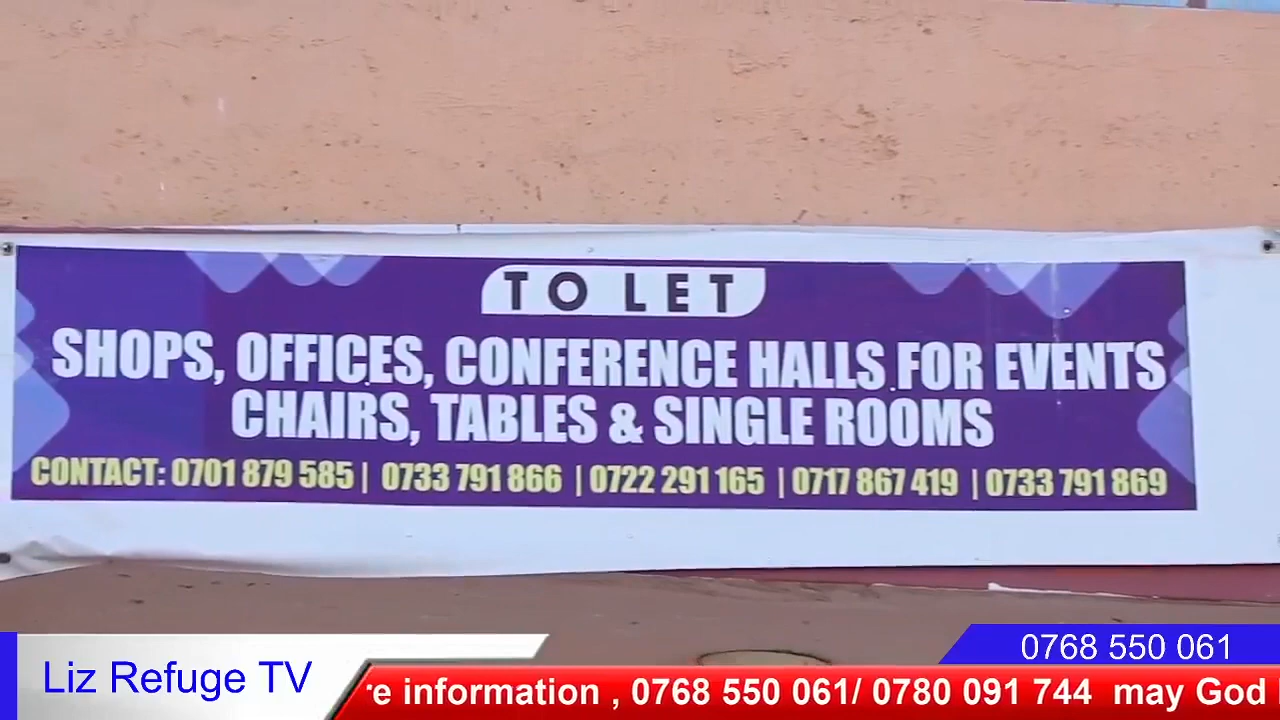 TO LET
SHOPS, OFFICES, CONFERENCE HALLS FOR EVENTS
CHAIRS, TABLES & SINGLE ROOMS
CONTACT: 0701 879 585 | 0733 791 866 | 0722 291 165 | 0717 867 419 | 0733 791 869
0768 550 061
Liz Refuge TV
e information , 0768 550 061/ 0780 091 744 may God